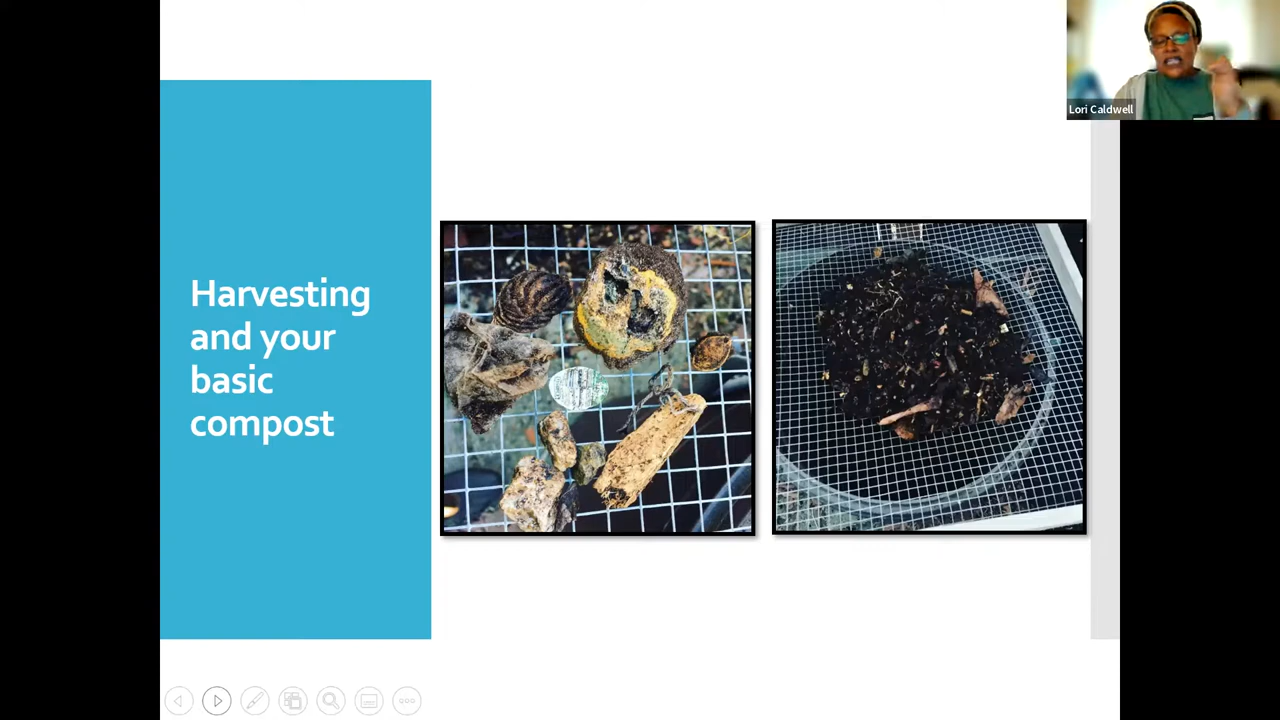 Lori Caldwell
Harvesting
and your
basic
compost